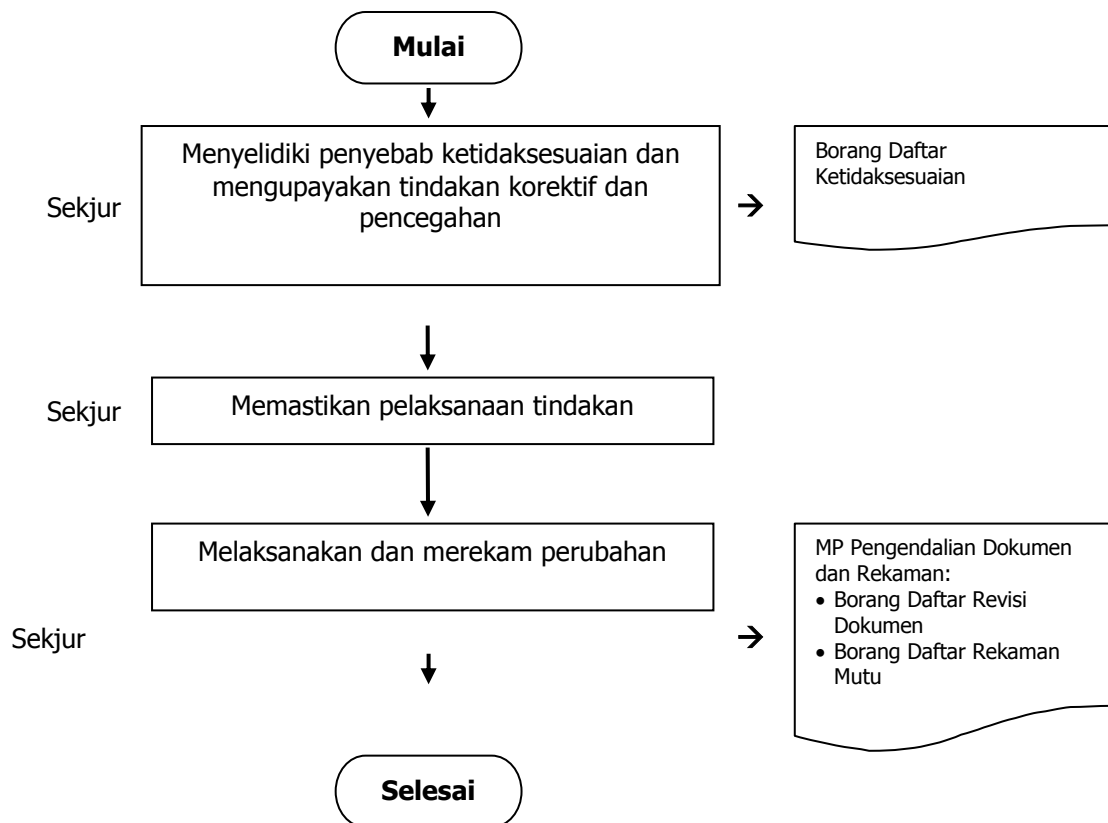 Mulai
Menyelidiki penyebab ketidaksesuaian dan
mengupayakan tindakan korektif dan
pencegahan
Sekjur
Borang Daftar
Ketidaksesuaian
Sekjur
Memastikan pelaksanaan tindakan
Melaksanakan dan merekam perubahan
Sekjur
MP Pengendalian Dokumen
dan Rekaman:
• Borang Daftar Revisi
Dokumen
• Borang Daftar Rekaman
Mutu
Selesai